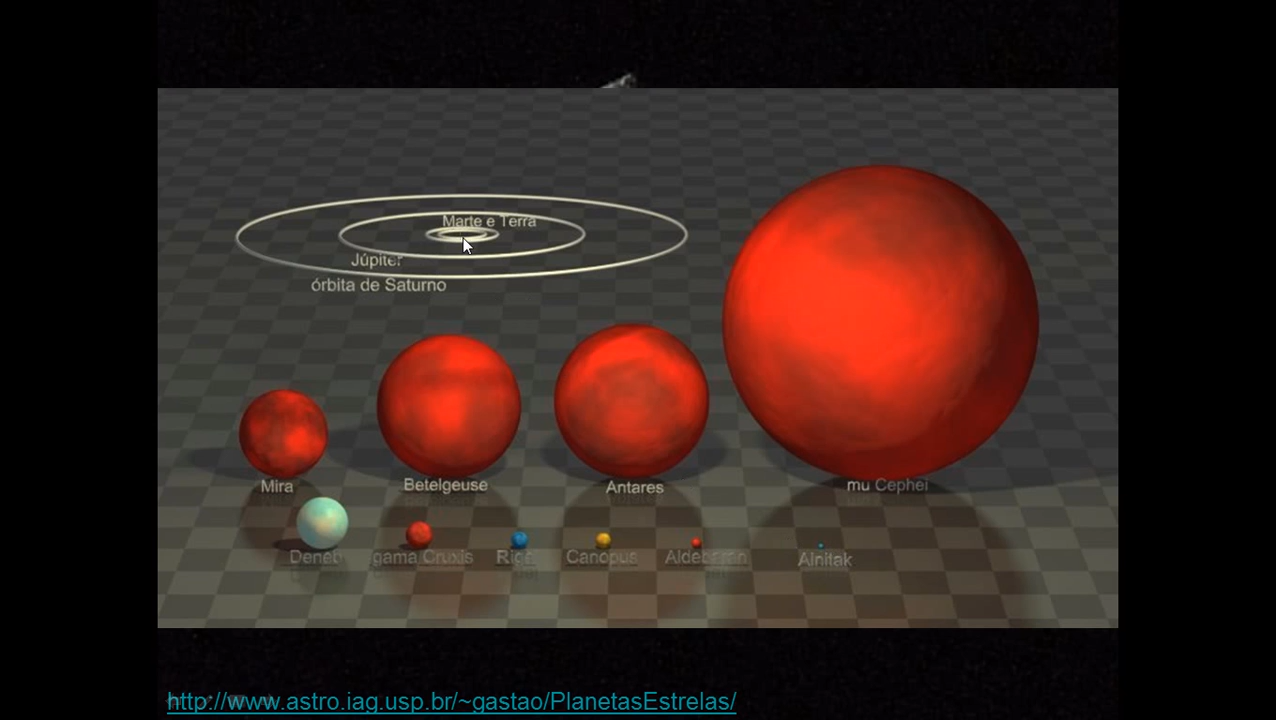 Marte e Terra
Júpiter
órbita de Saturno
Mira
Betelgeuse
Antares
mu Cephei
Deneb
gama Cruxis
Rigel
Canopus
Aldebaran
Alnitak
http://www.astro.iag.usp.br/~gastao/PlanetasEstrelas/